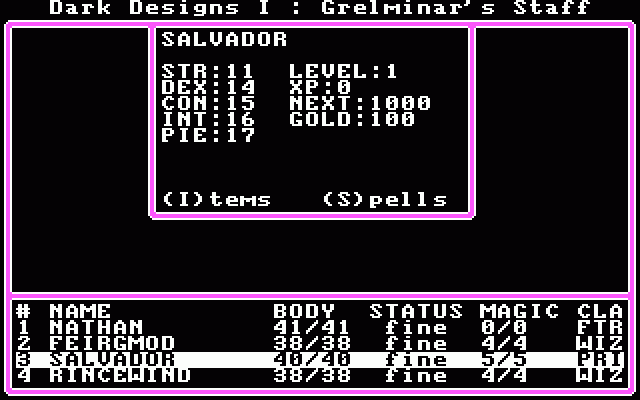 Dark Designs I : Grelminar's Staff
SALVADOR
STR:11 LEVEL:1
DEX:14 XP:0
CON:15 NEXT:1000
INT:16 GOLD:100
PIE:17
(I)tems (S)pells
# NAME BODY STATUS MAGIC CLA
1 NATHAN 41/41 fine 0/0 FTR
2 FEIRGMOD 38/38 fine 4/4 WIZ
3 SALVADOR 40/40 fine 5/5 PRI
4 RINCEWIND 38/38 fine 4/4 WIZ